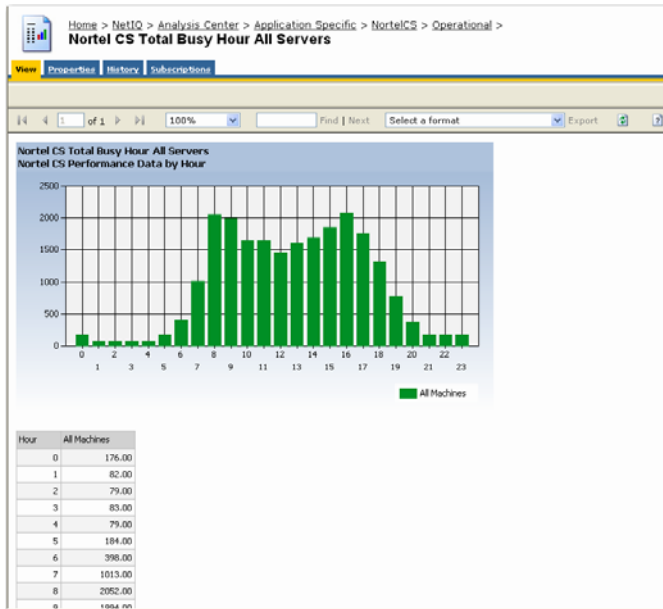 Home > NetIQ > Analysis Center > Application Specific > NortelCS > Operational >
Nortel CS Total Busy Hour All Servers
View Properties History Subscriptions
1 of 1 100% Find | Next Select a format Export
Nortel CS Total Busy Hour All Servers
Nortel CS Performance Data by Hour
2500
2000
1500
1000
500
0
0 2 4 6 8 10 12 14 16 18 20 22
1 3 5 7 9 11 13 15 17 19 21 23
All Machines
Hour All Machines
0 176.00
1 82.00
2 79.00
3 83.00
4 79.00
5 184.00
6 398.00
7 1013.00
8 2052.00
9 1994.00